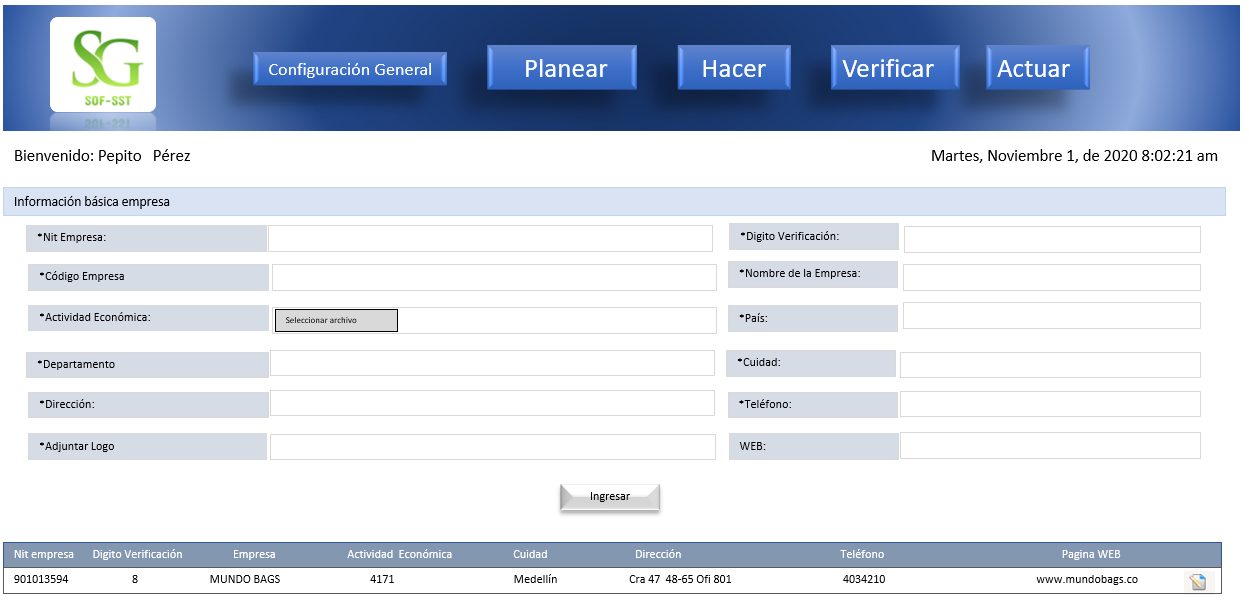 SG
SOF-SST
Configuración General
Planear
Hacer
Verificar
Actuar
Bienvenido: Pepito Pérez
Martes, Noviembre 1, de 2020 8:02:21 am
Información básica empresa
*Nit Empresa:
*Digito Verificación:
*Código Empresa
*Nombre de la Empresa:
*Actividad Económica:
Seleccionar archivo
*País:
*Departamento
*Cuidad:
*Dirección:
*Teléfono:
*Adjuntar Logo
WEB:
Ingresar
Nit empresa Digito Verificación Empresa Actividad Económica Cuidad Dirección Teléfono Pagina WEB
901013594 8 MUNDO BAGS 4171 Medellín Cra 47 48-65 Ofi 801 4034210 www.mundobags.co